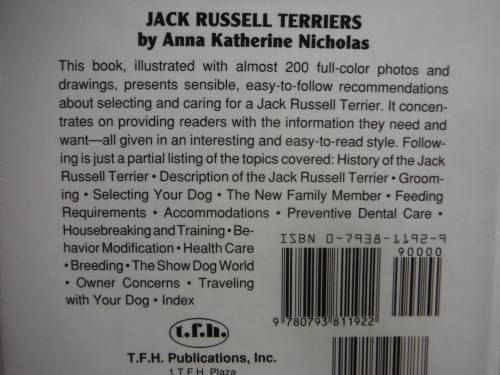 JACK RUSSELL TERRIERS
by Anna Katherine Nicholas
This book, illustrated with almost 200 full-color photos and
drawings, presents sensible, easy-to-follow recommendations
about selecting and caring for a Jack Russell Terrier. It concen-
trates on providing readers with the information they need and
want—all given in an interesting and easy-to-read style. Follow-
ing is just a partial listing of the topics covered: History of the Jack
Russell Terrier • Description of the Jack Russell Terrier • Groom-
ing • Selecting Your Dog • The New Family Member • Feeding
Requirements • Accommodations • Preventive Dental Care •
Housebreaking and Training • Be-
havior Modification • Health Care
• Breeding • The Show Dog World
• Owner Concerns • Traveling
with Your Dog • Index
ISBN 0-7938-1192-9
90000
9 780793 811922
t.f.h.
T.F.H. Publications, Inc.
1 T.F.H. Plaza